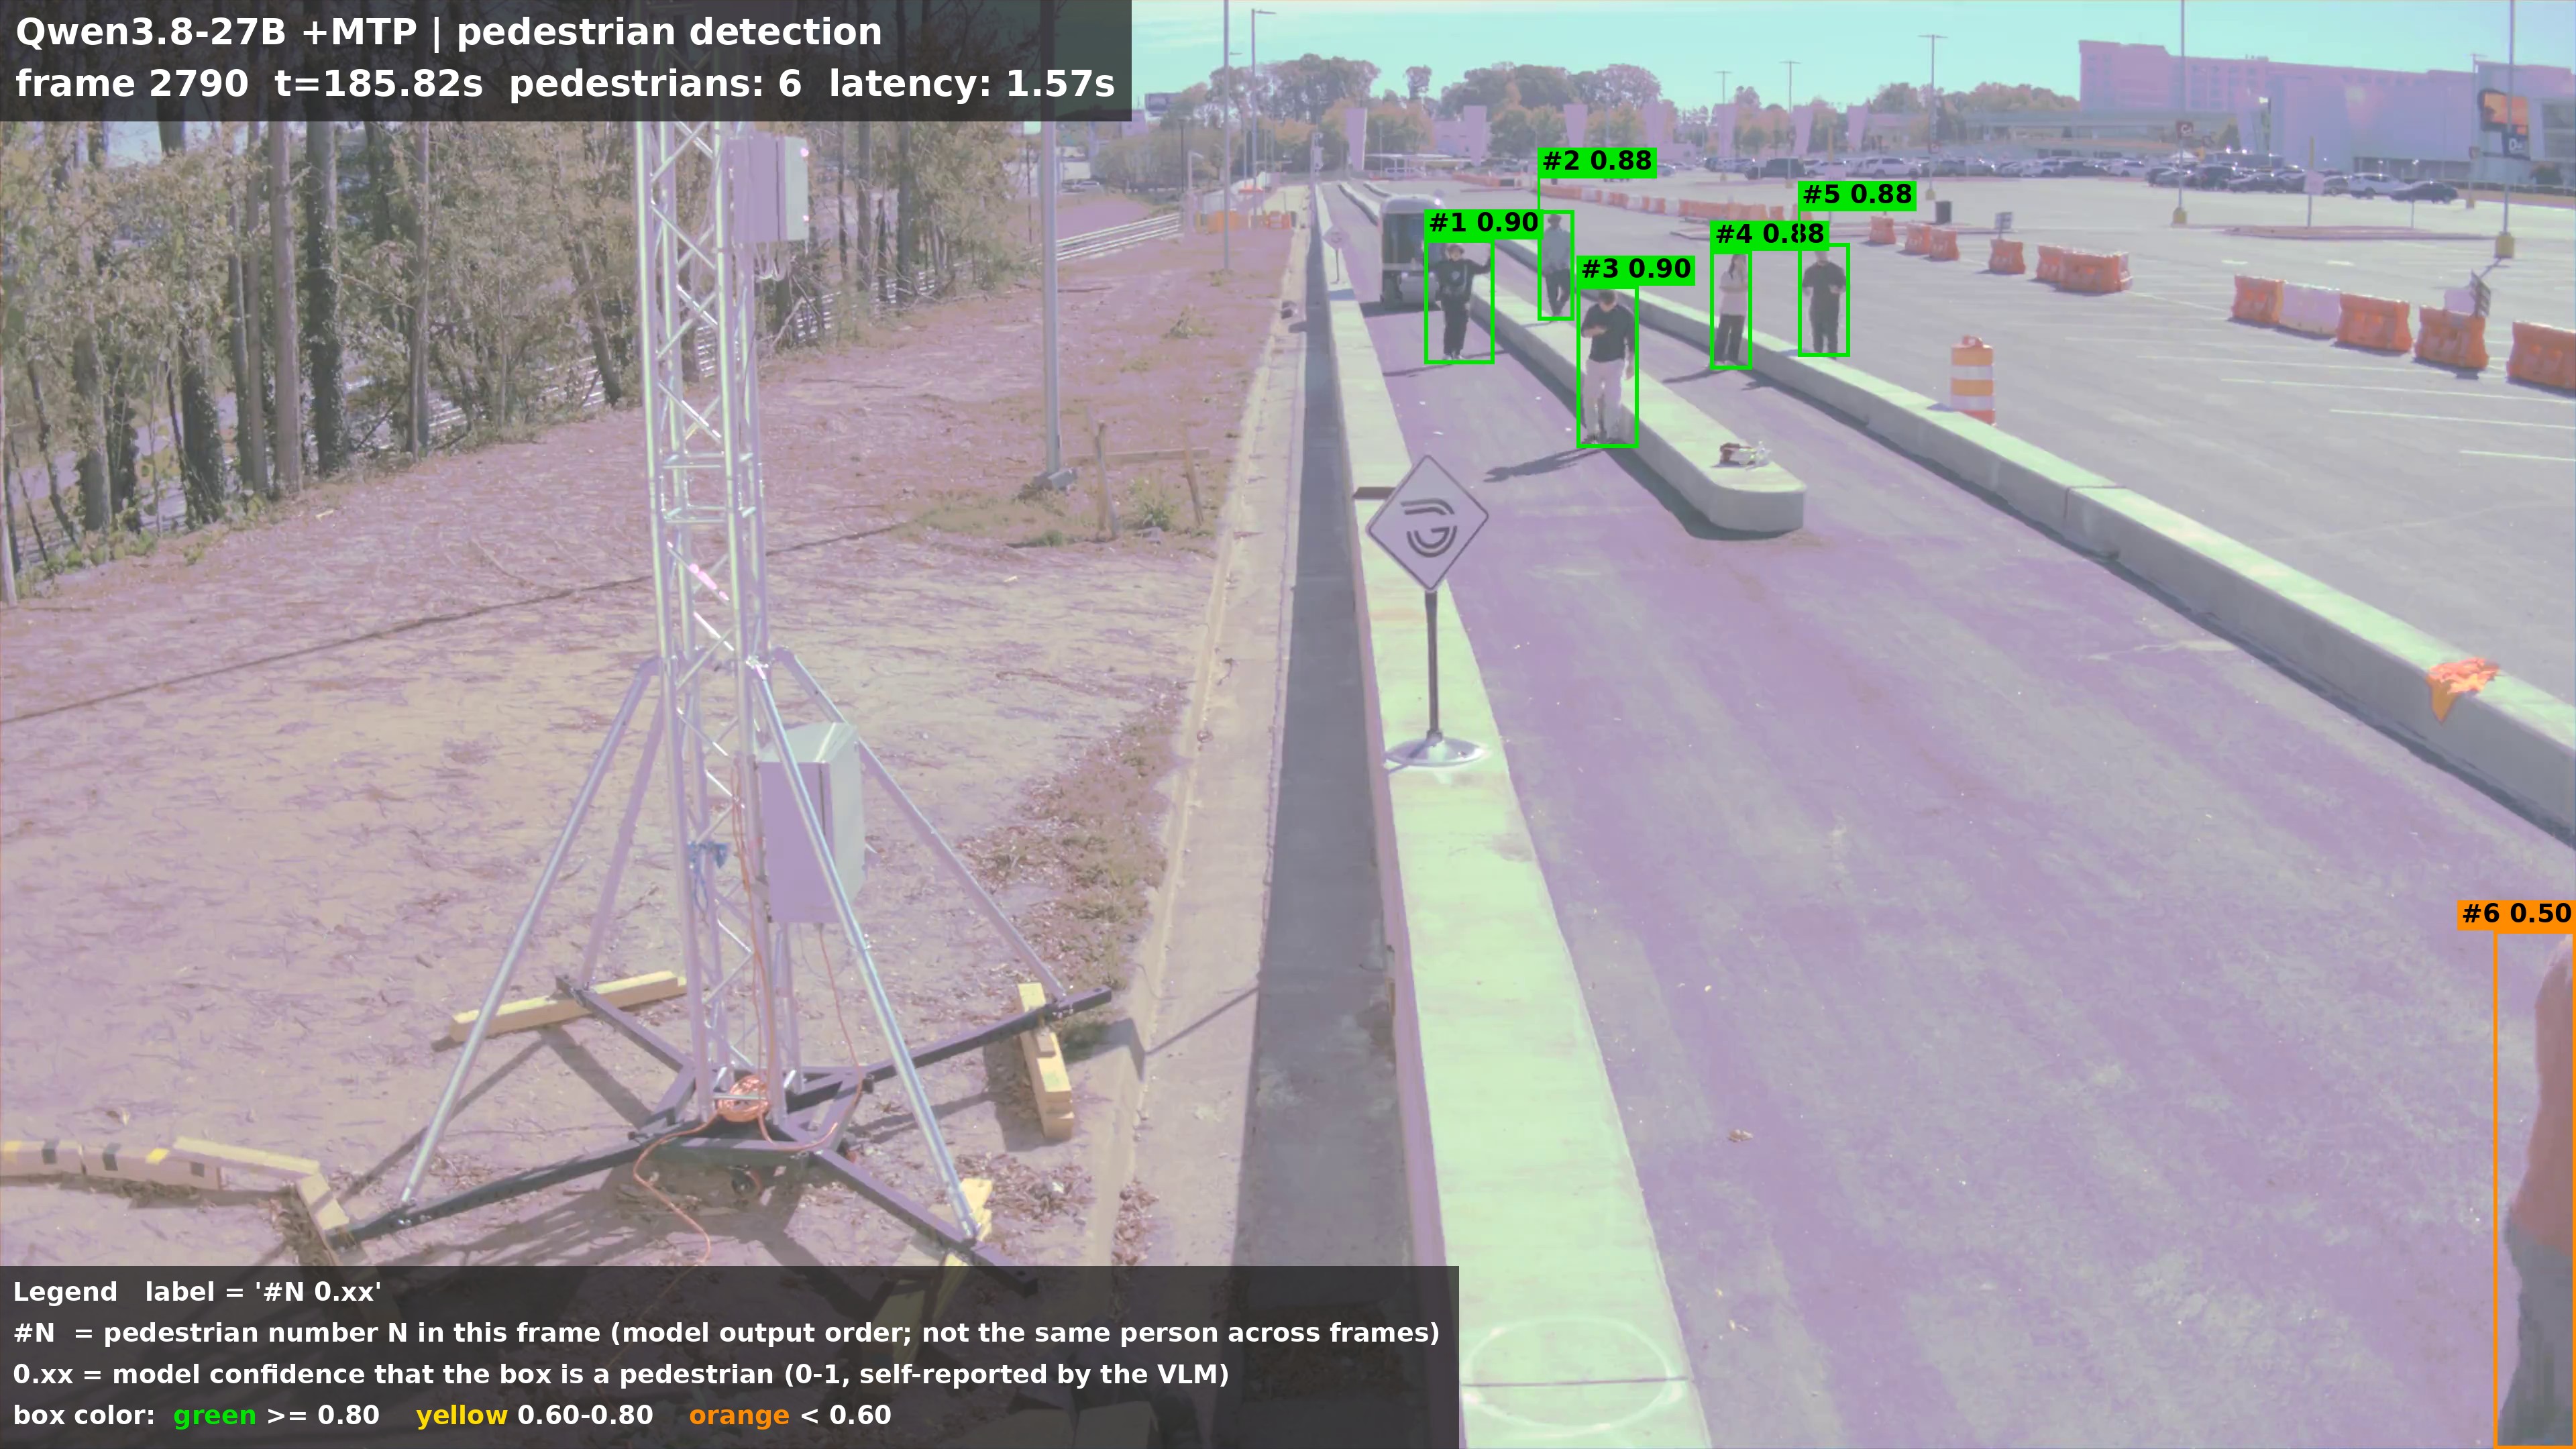 Qwen3.8-27B +MTP | pedestrian detection
frame 2790  t=185.82s  pedestrians: 6  latency: 1.57s
#2 0.88
#5 0.88
#1 0.90
#4 0.88
#3 0.90
#6 0.50
Legend   label = '#N 0.xx'
#N  = pedestrian number N in this frame (model output order; not the same person across frames)
0.xx = model confidence that the box is a pedestrian (0-1, self-reported by the VLM)
box color:  green >= 0.80    yellow 0.60-0.80    orange < 0.60